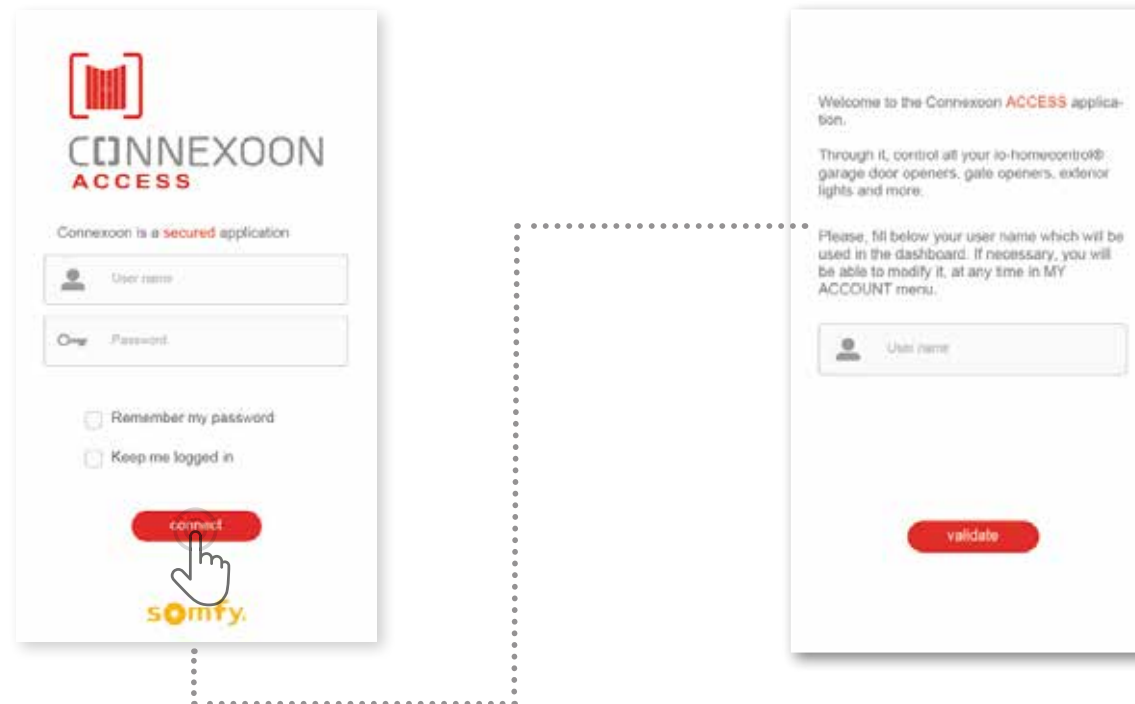 CONNEXOON
ACCESS
Connexoon is a secured application
User name
Password
Remember my password
Keep me logged in
connect
somfy.
Welcome to the Connexoon ACCESS applica-
tion.
Through it, control all your io-homecontrol®
garage door openers, gate openers, exterior
lights and more.
Please, fill below your user name which will be
used in the dashboard. If necessary, you will
be able to modify it, at any time in MY
ACCOUNT menu.
User name
validate